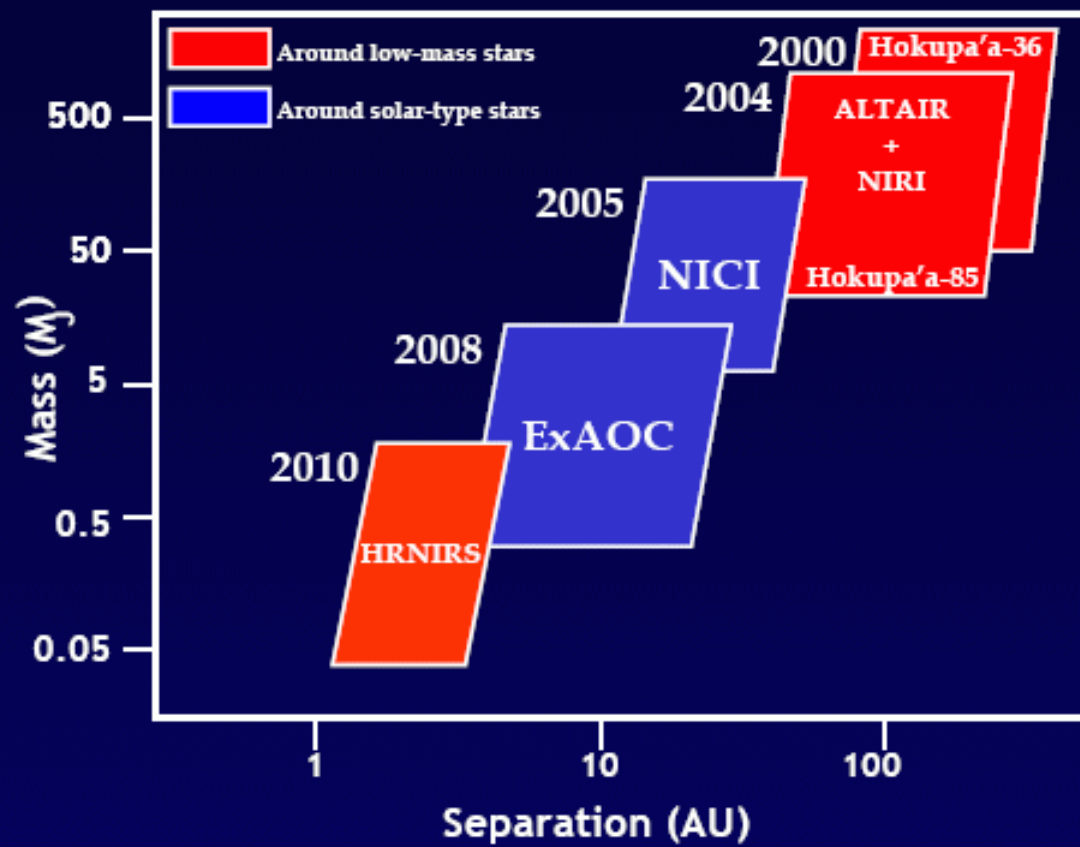 Around low-mass stars
Around solar-type stars
2000
Hokupa'a-36
2004
ALTAIR
+
NIRI
Hokupa'a-85
2005
NICI
2008
ExAOC
2010
HRNIRS
500
50
5
0.5
0.05
Mass (MJ)
1
10
100
Separation (AU)